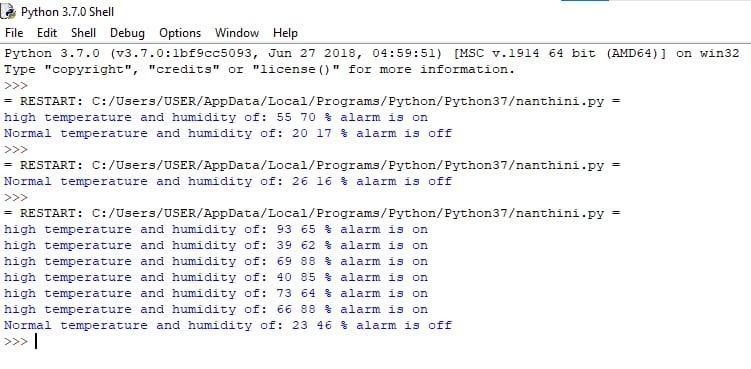 Python 3.7.0 Shell
File Edit Shell Debug Options Window Help
Python 3.7.0 (v3.7.0:1bf9cc5093, Jun 27 2018, 04:59:51) [MSC v.1914 64 bit (AMD64)] on win32
Type "copyright", "credits" or "license()" for more information.
>>>
= RESTART: C:/Users/USER/AppData/Local/Programs/Python/Python37/nanthini.py =
high temperature and humidity of: 55 70 % alarm is on
Normal temperature and humidity of: 20 17 % alarm is off
>>>
= RESTART: C:/Users/USER/AppData/Local/Programs/Python/Python37/nanthini.py =
Normal temperature and humidity of: 26 16 % alarm is off
>>>
= RESTART: C:/Users/USER/AppData/Local/Programs/Python/Python37/nanthini.py =
high temperature and humidity of: 93 65 % alarm is on
high temperature and humidity of: 39 62 % alarm is on
high temperature and humidity of: 69 88 % alarm is on
high temperature and humidity of: 40 85 % alarm is on
high temperature and humidity of: 73 64 % alarm is on
high temperature and humidity of: 66 88 % alarm is on
Normal temperature and humidity of: 23 46 % alarm is off
>>>